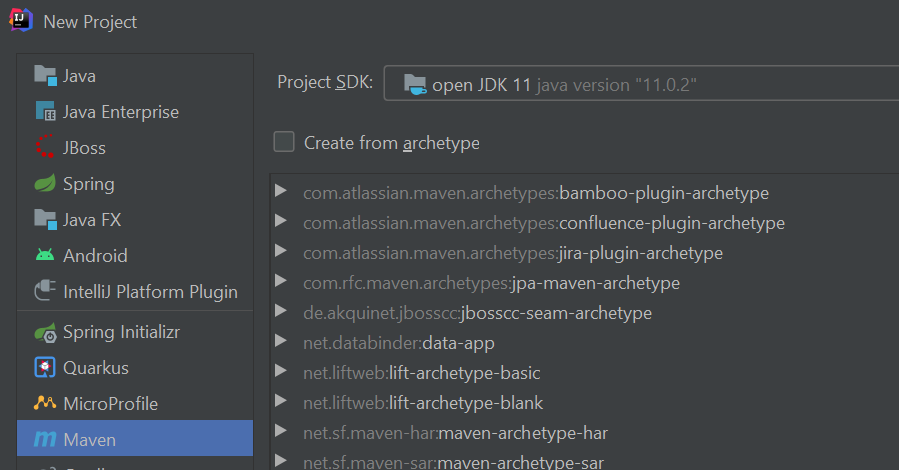 New Project
Java
Java Enterprise
JBoss
Spring
Java FX
Android
IntelliJ Platform Plugin
Spring Initializr
Quarkus
MicroProfile
Maven
Project SDK: open JDK 11 java version "11.0.2"
Create from archetype
com.atlassian.maven.archetypes:bamboo-plugin-archetype
com.atlassian.maven.archetypes:confluence-plugin-archetype
com.atlassian.maven.archetypes:jira-plugin-archetype
com.rfc.maven.archetypes:jpa-maven-archetype
de.akquinet.jbosscc:jbosscc-seam-archetype
net.databinder:data-app
net.liftweb:lift-archetype-basic
net.liftweb:lift-archetype-blank
net.sf.maven-har:maven-archetype-har
net.sf.maven-sar:maven-archetype-sar